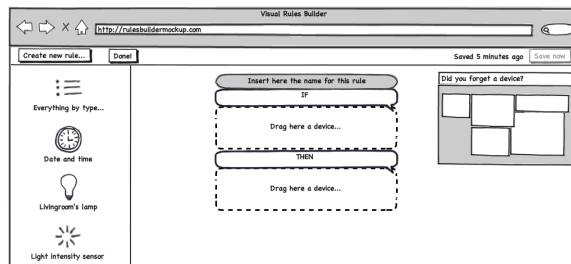 Visual Rules Builder
http://rulesbuildermockup.com
Create new rule...
Done!
Saved 5 minutes ago
Save now
Everything by type...
Date and time
Livingroom's lamp
Light intensity sensor
Insert here the name for this rule
IF
Drag here a device...
THEN
Drag here a device...
Did you forget a device?